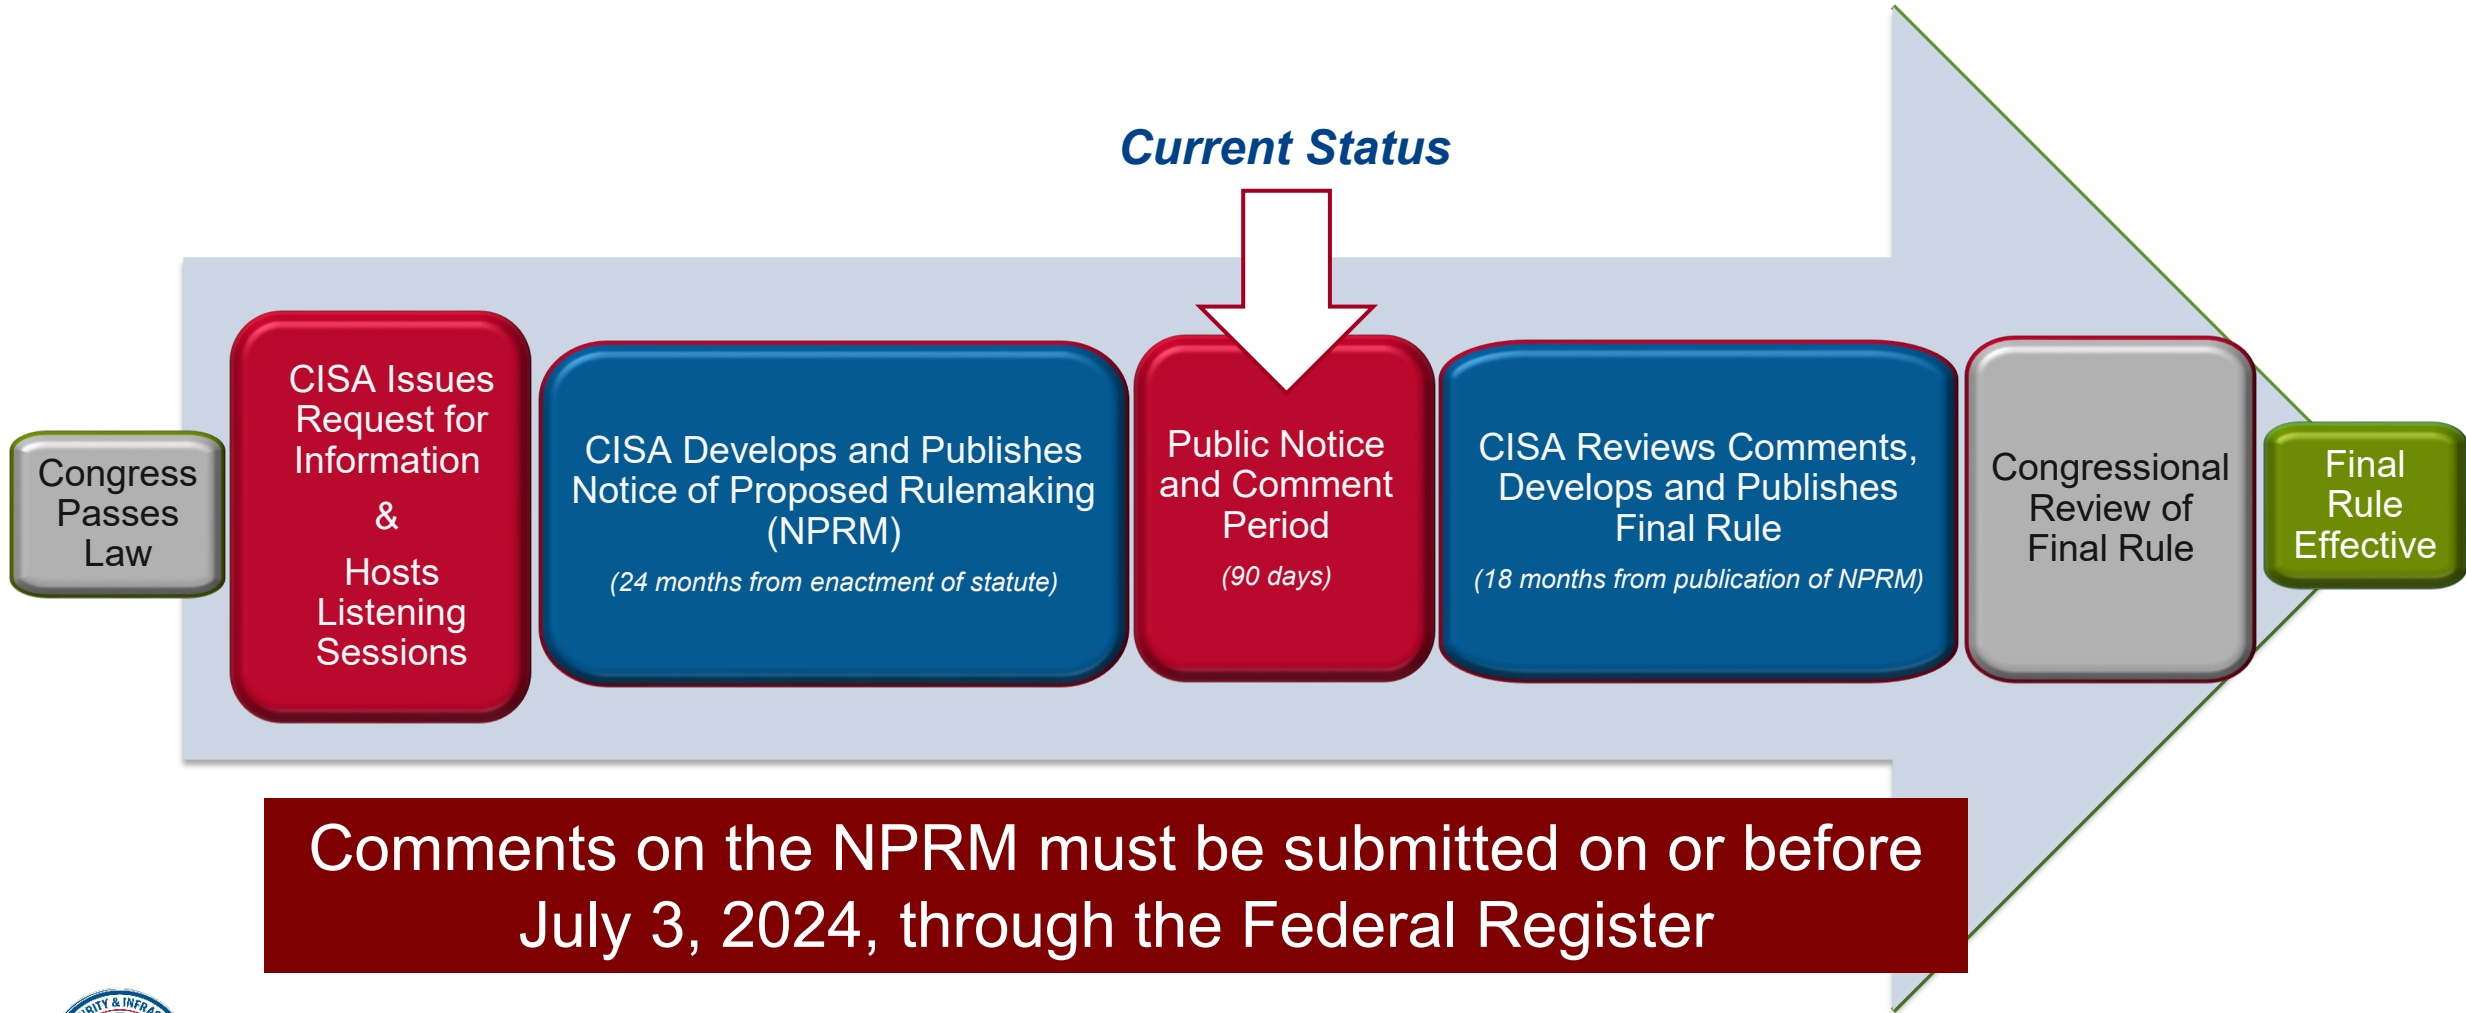 Current Status
Congress
Passes
Law
CISA Issues
Request for
Information
&
Hosts
Listening
Sessions
CISA Develops and Publishes
Notice of Proposed Rulemaking
(NPRM)
(24 months from enactment of statute)
Public Notice
and Comment
Period
(90 days)
CISA Reviews Comments,
Develops and Publishes
Final Rule
(18 months from publication of NPRM)
Congressional
Review of
Final Rule
Final
Rule
Effective
Comments on the NPRM must be submitted on or before
July 3, 2024, through the Federal Register